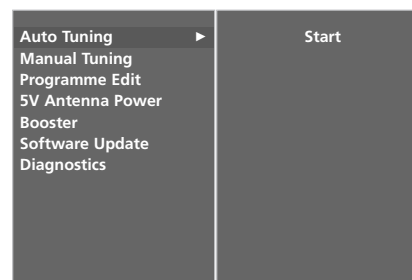 Auto Tuning ►
Start
Manual Tuning
Programme Edit
5V Antenna Power
Booster
Software Update
Diagnostics